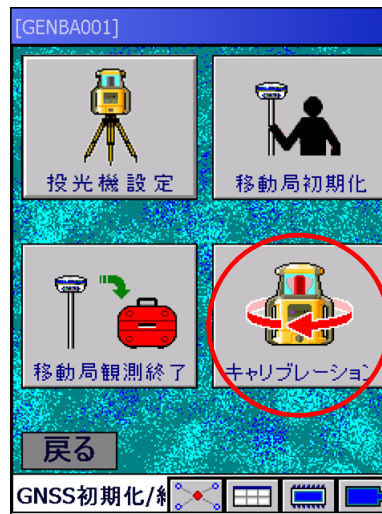 [GENBA001]
投光機設定
移動局初期化
移動局観測終了
キャリブレーション
戻る
GNSS初期化/